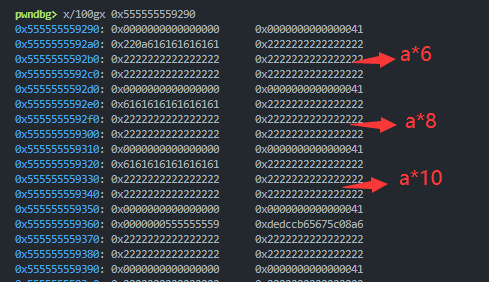 pwndbg> x/100gx 0x555555559290
0x555555559290: 0x0000000000000000 0x0000000000000041
0x5555555592a0: 0x220a616161616161 0x2222222222222222
0x5555555592b0: 0x2222222222222222 0x2222222222222222 a*6
0x5555555592c0: 0x2222222222222222 0x2222222222222222
0x5555555592d0: 0x0000000000000000 0x0000000000000041
0x5555555592e0: 0x6161616161616161 0x2222222222222222
0x5555555592f0: 0x2222222222222222 0x2222222222222222 a*8
0x555555559300: 0x2222222222222222 0x2222222222222222
0x555555559310: 0x0000000000000000 0x0000000000000041
0x555555559320: 0x6161616161616161 0x2222222222222222
0x555555559330: 0x2222222222222222 0x2222222222222222 a*10
0x555555559340: 0x2222222222222222 0x2222222222222222
0x555555559350: 0x0000000000000000 0x0000000000000041
0x555555559360: 0x0000000555555559 0xdedccb65675c08a6
0x555555559370: 0x2222222222222222 0x2222222222222222
0x555555559380: 0x2222222222222222 0x2222222222222222
0x555555559390: 0x0000000000000000 0x0000000000000041